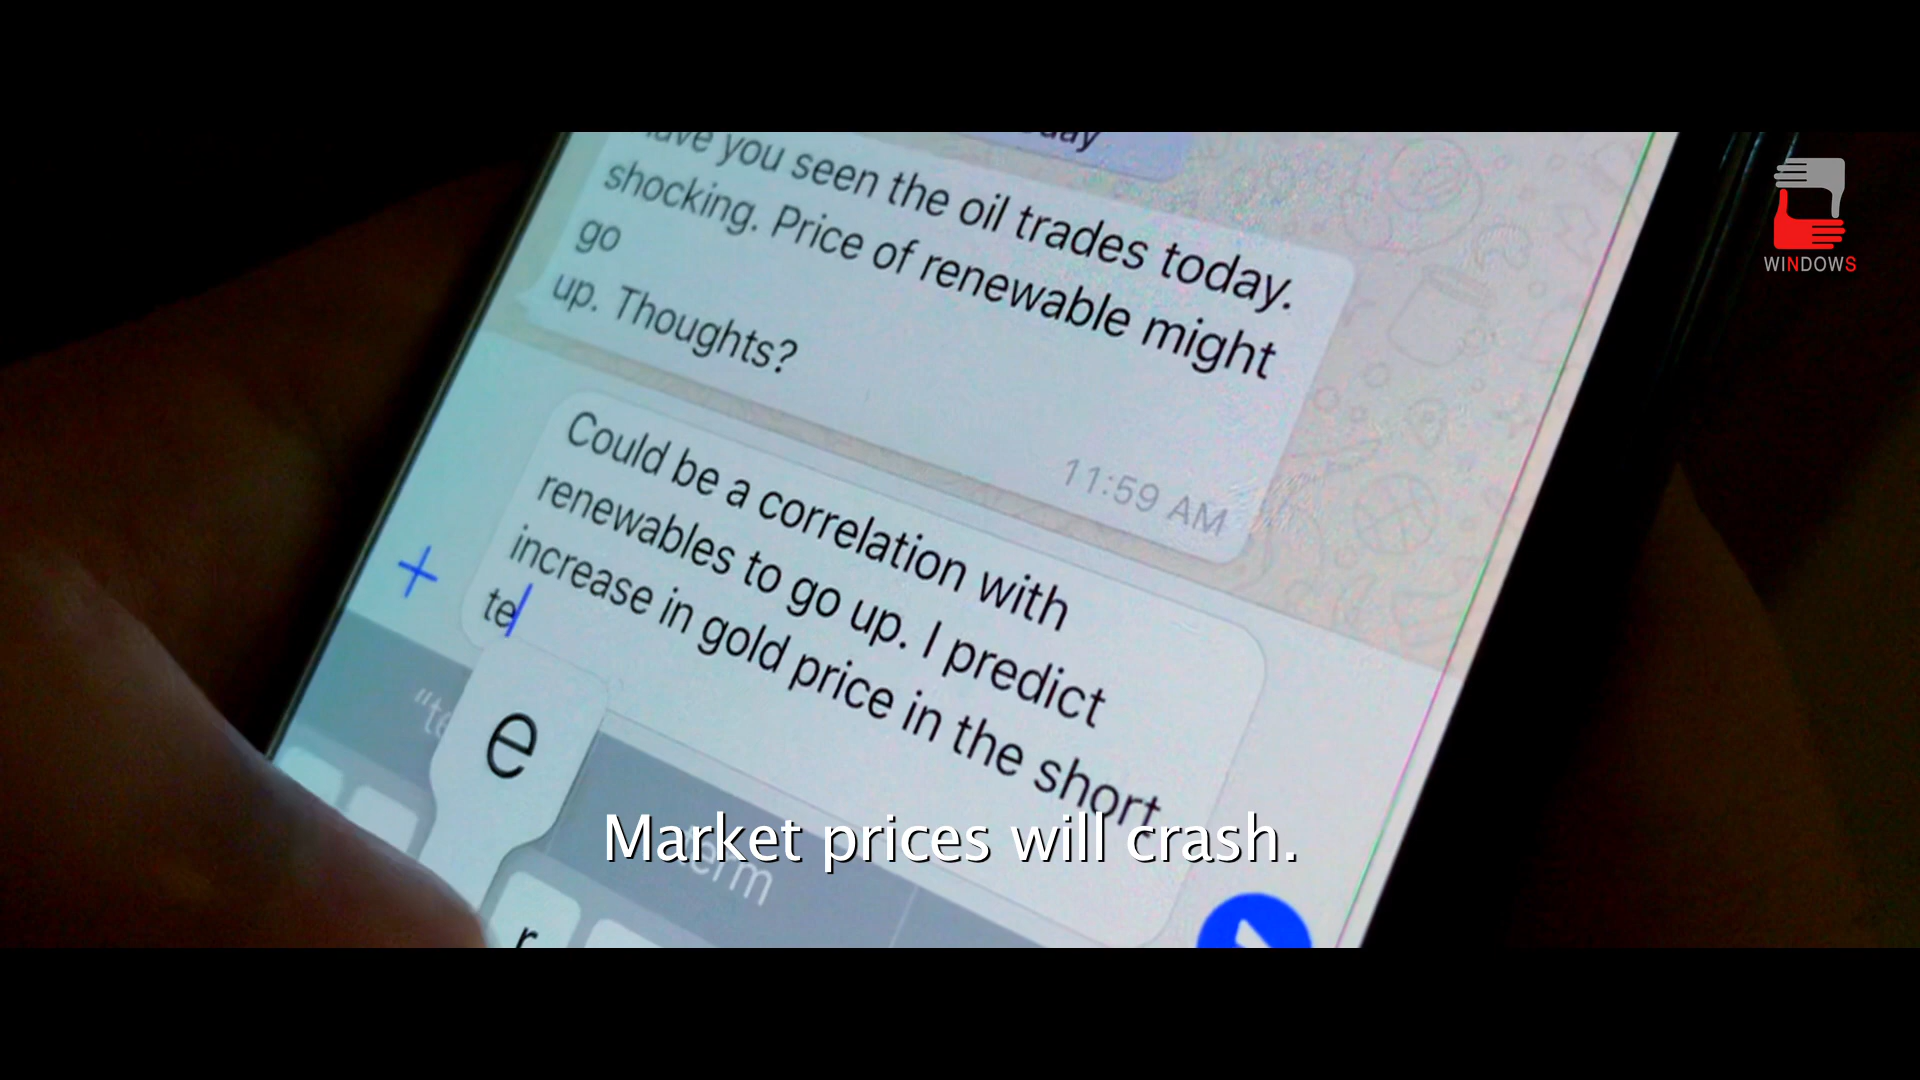 you seen the oil trades today.
shocking. Price of renewable might
go
up. Thoughts?
11:59 AM
Could be a correlation with
renewables to go up. I predict
increase in gold price in the short
te
"te
e
term
r
Market prices will crash.
WINDOWS